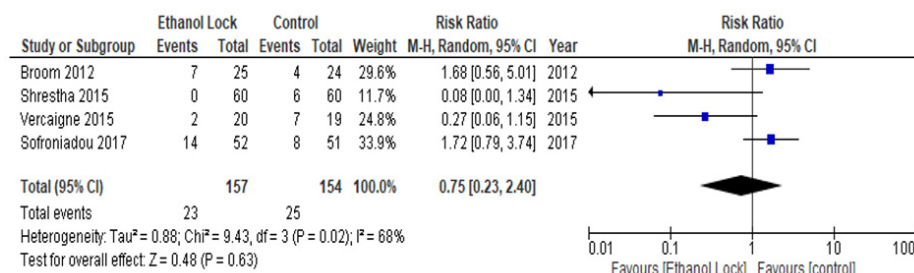 Ethanol Lock Control Risk Ratio Risk Ratio
Study or Subgroup Events Total Events Total Weight M-H, Random, 95% CI Year M-H, Random, 95% CI
Broom 2012 7 25 4 24 29.6% 1.68 [0.56, 5.01] 2012
Shrestha 2015 0 60 6 60 11.7% 0.08 [0.00, 1.34] 2015
Vercaigne 2015 2 20 7 19 24.8% 0.27 [0.06, 1.15] 2015
Sofroniadou 2017 14 52 8 51 33.9% 1.72 [0.79, 3.74] 2017
Total (95% CI) 157 154 100.0% 0.75 [0.23, 2.40]
Total events 23 25
Heterogeneity: Tau² = 0.88; Chi² = 9.43, df = 3 (P = 0.02); I² = 68%
Test for overall effect: Z = 0.48 (P = 0.63)
0.01 0.1 1 10 100
Favours [Ethanol Lock] Favours [control]